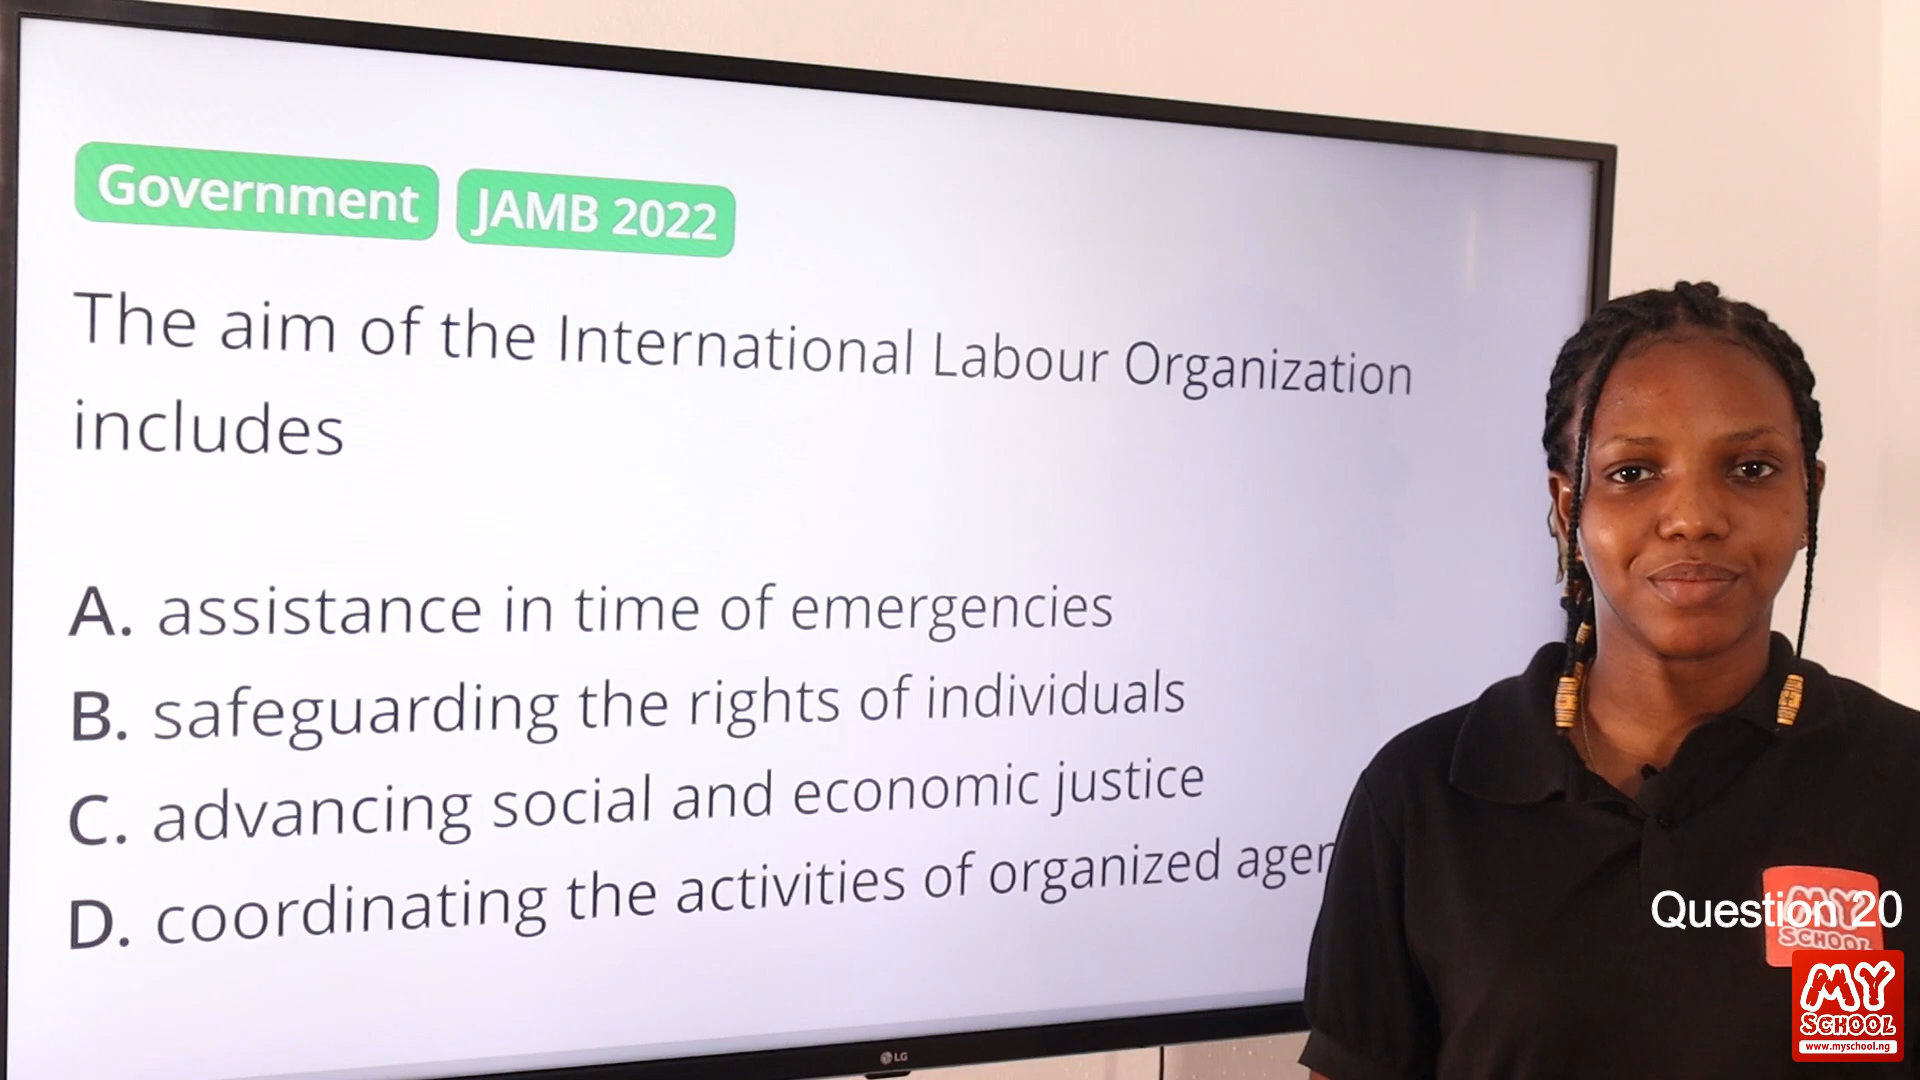 Government JAMB 2022
The aim of the International Labour Organization
includes
A. assistance in time of emergencies
B. safeguarding the rights of individuals
C. advancing social and economic justice
D. coordinating the activities of organized
Question 20
MY
SCHOOL
MY
SCHOOL
www.myschool.ng
LG